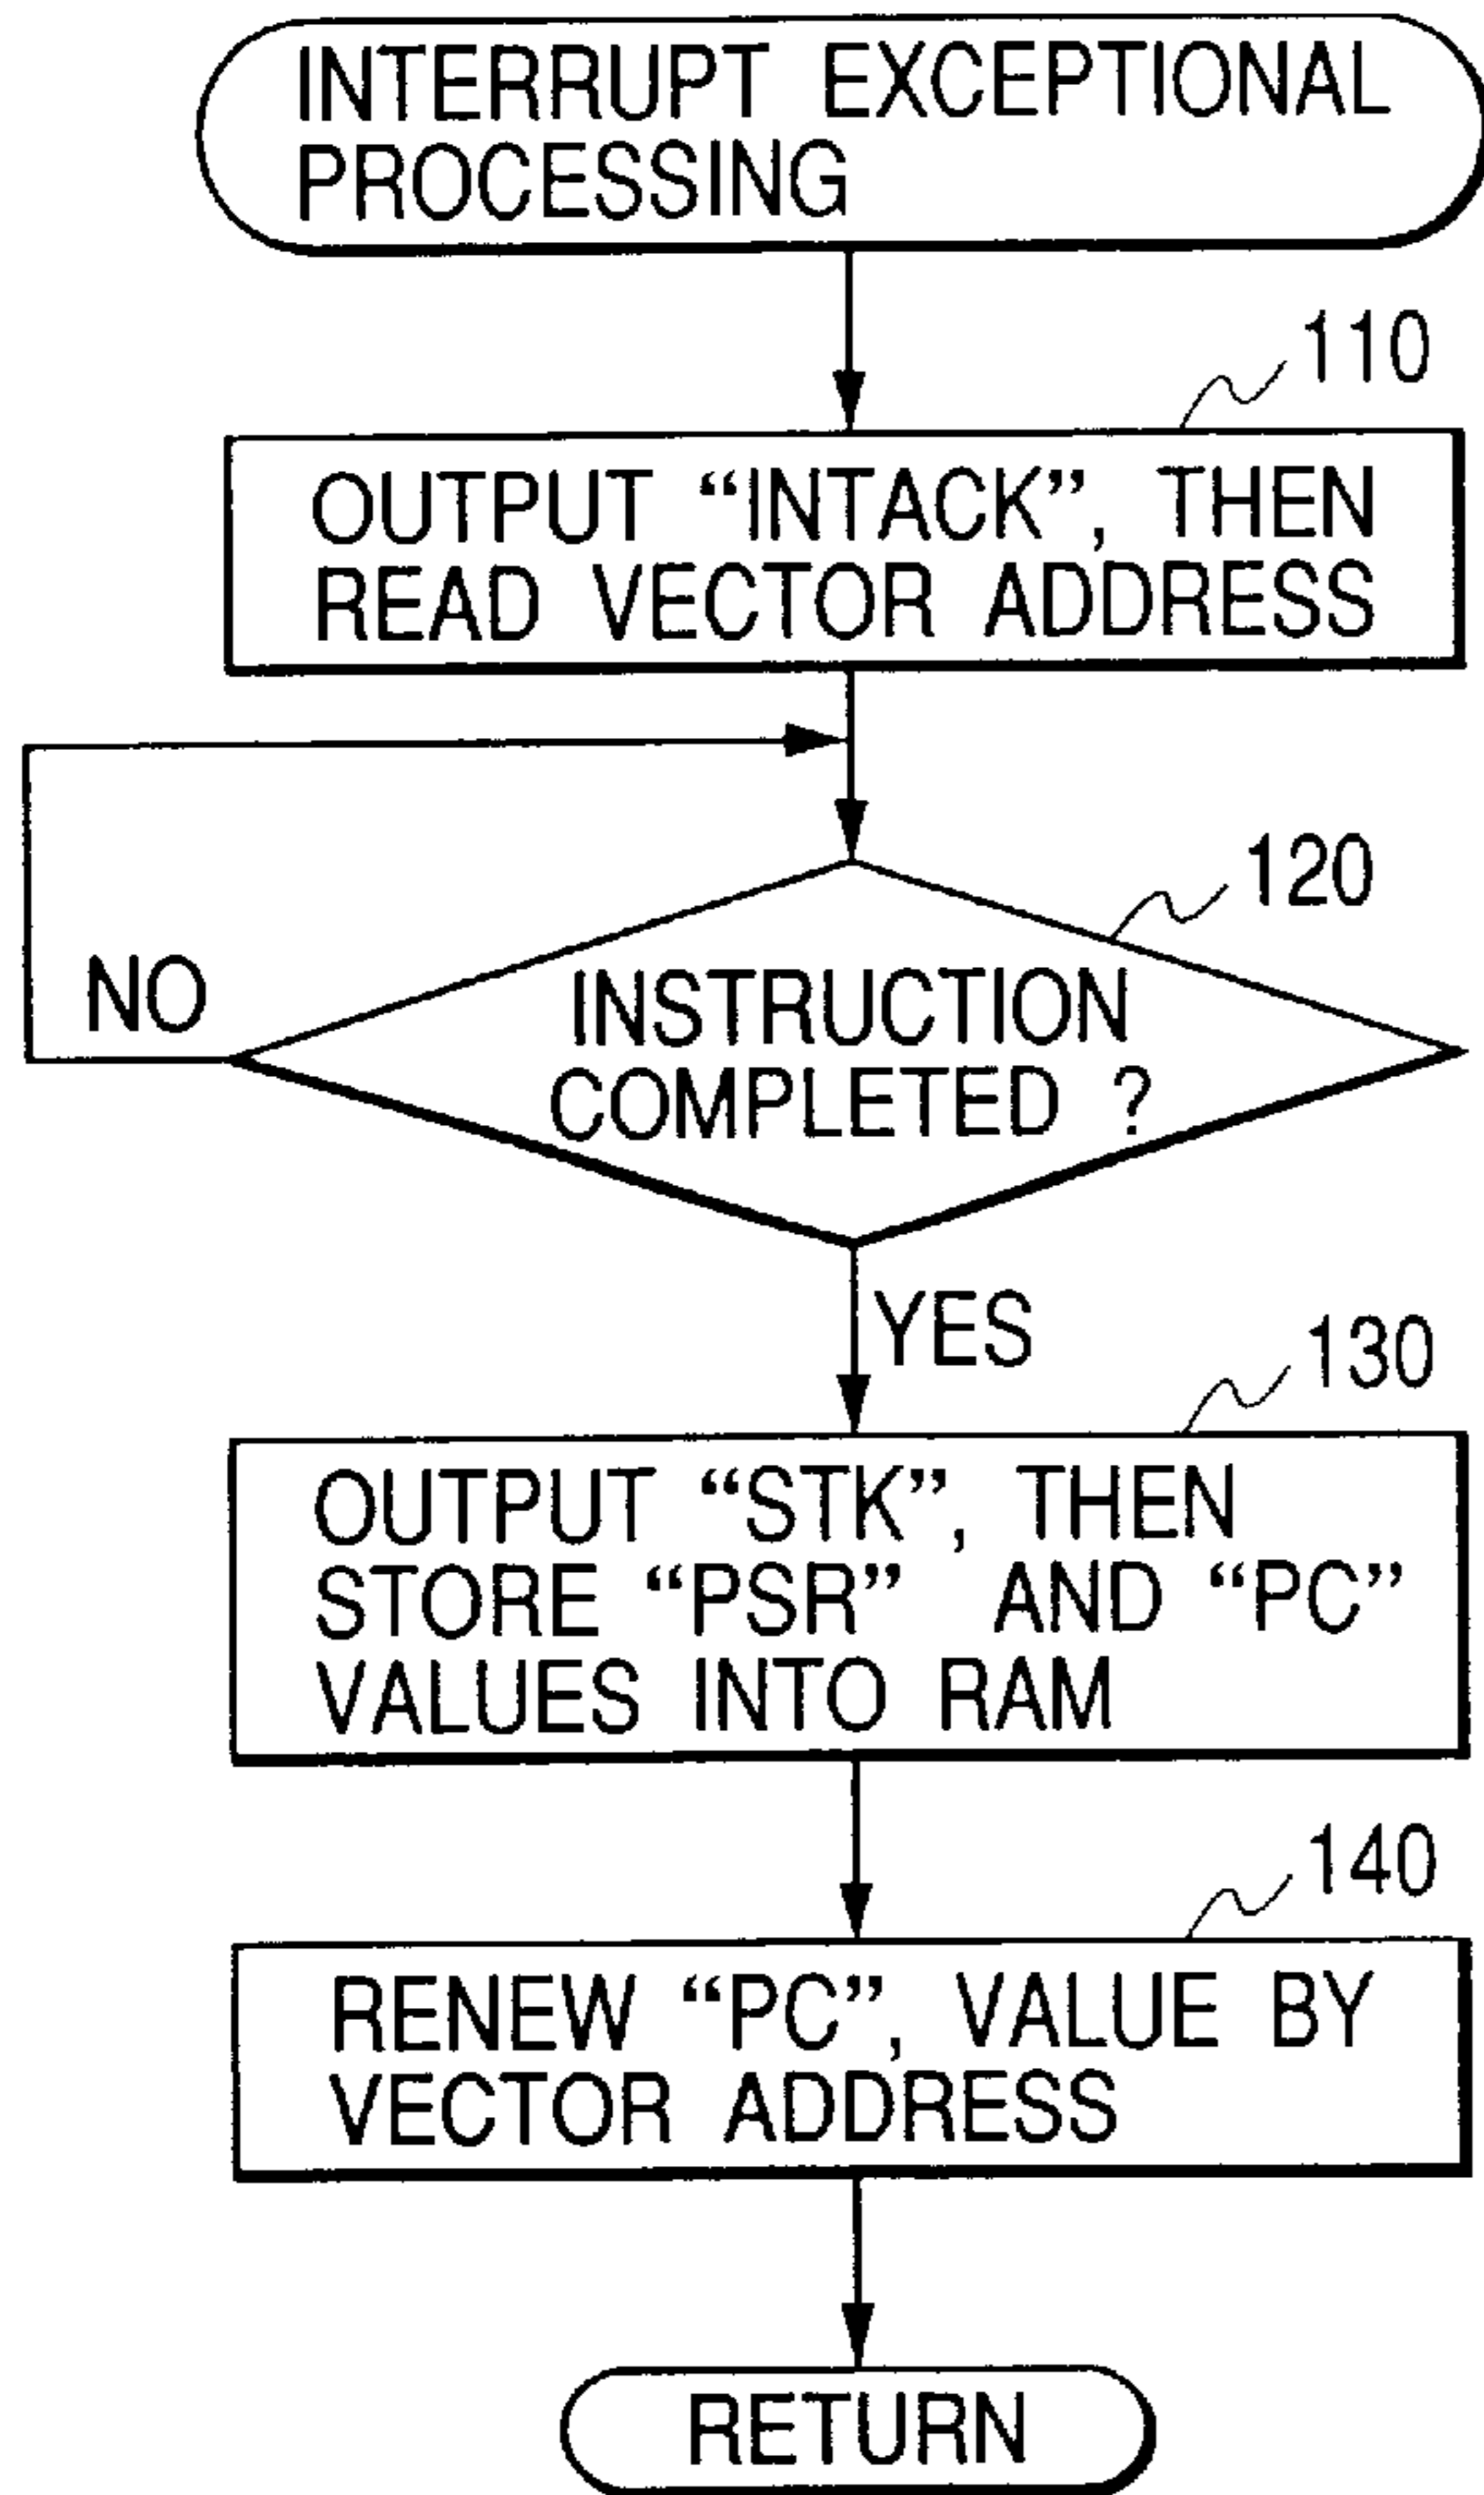 INTERRUPT EXCEPTIONAL
PROCESSING
110
OUTPUT “INTACK”, THEN
READ VECTOR ADDRESS
120
NO
INSTRUCTION
COMPLETED ?
YES
130
OUTPUT “STK”, THEN
STORE “PSR” AND “PC”
VALUES INTO RAM
140
RENEW “PC”, VALUE BY
VECTOR ADDRESS
RETURN